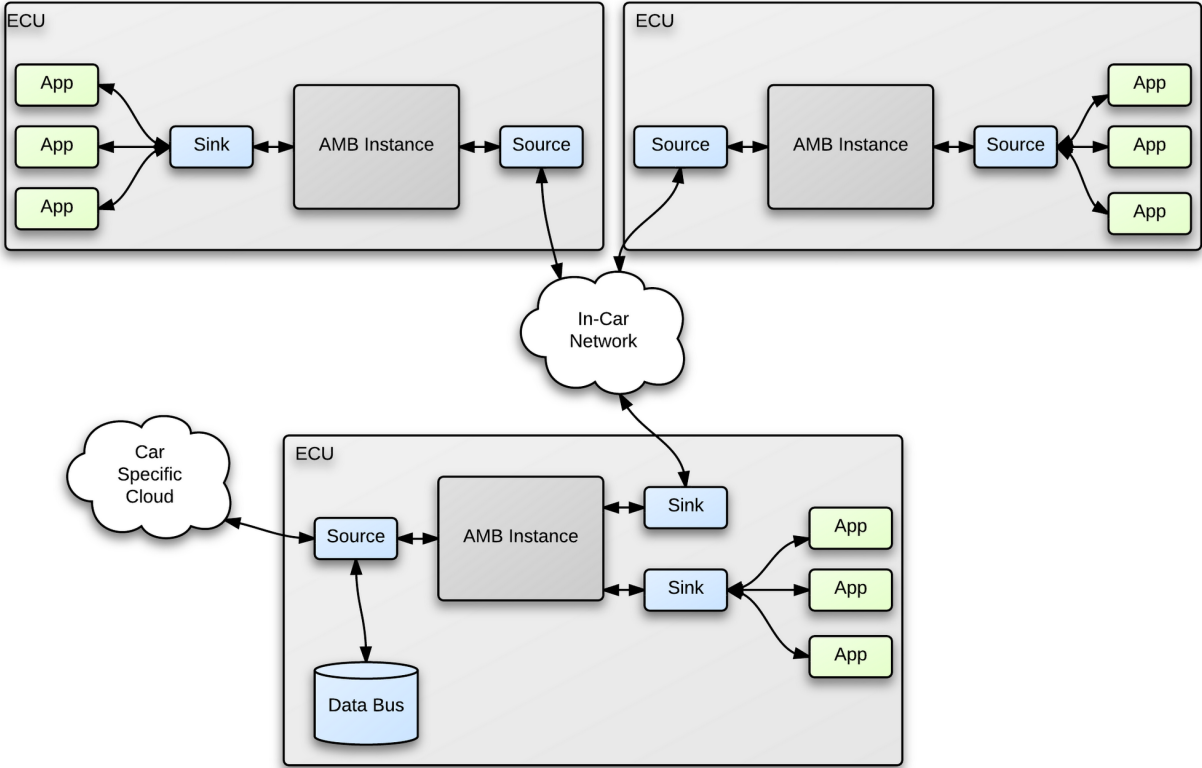 ECU
App
App
App
Sink
AMB Instance
Source
ECU
Source
AMB Instance
Source
App
App
App
In-Car
Network
Car
Specific
Cloud
ECU
Source
AMB Instance
Sink
Sink
App
App
App
Data Bus